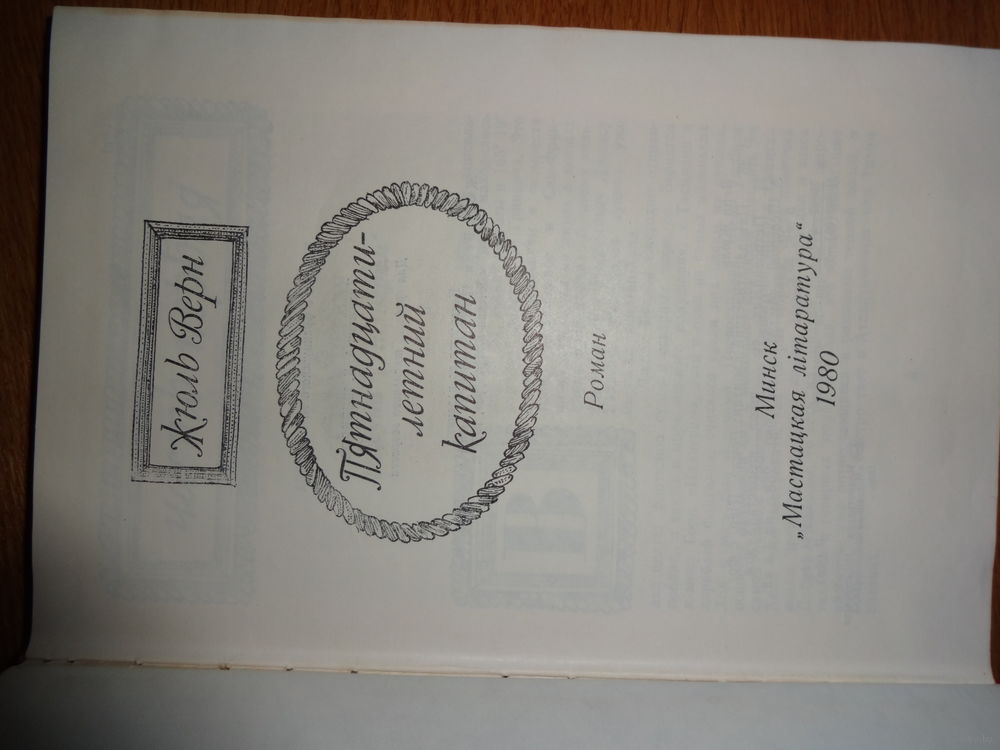 Жюль Верн
Пятнадцати-
летний
капитан
Роман
Минск
„Мастацкая літаратура“
1980